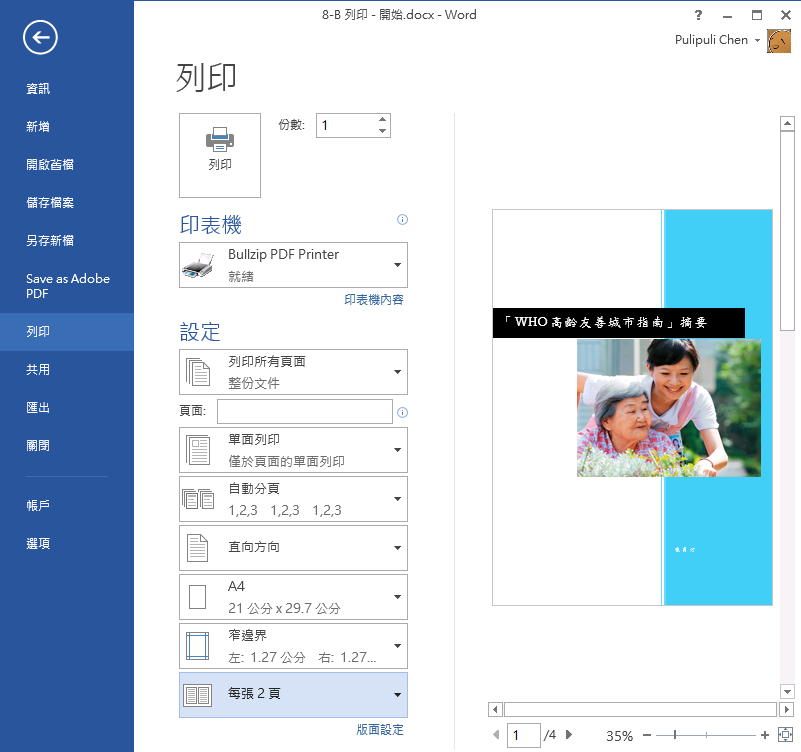 8-B 列印 - 開始.docx - Word
?
Pulipuli Chen
資訊
新增
開啟舊檔
儲存檔案
另存新檔
Save as Adobe
PDF
列印
共用
匯出
關閉
帳戶
選項
列印
列印
份數:
1
印表機
Bullzip PDF Printer
就緒
印表機內容
設定
列印所有頁面
整份文件
頁面:
單面列印
僅於頁面的單面列印
自動分頁
1,2,3 1,2,3 1,2,3
直向方向
A4
21 公分 x 29.7 公分
窄邊界
左: 1.27 公分 右: 1.27...
每張 2 頁
版面設定
「WHO 高齡友善城市指南」摘要
1
/4
35%